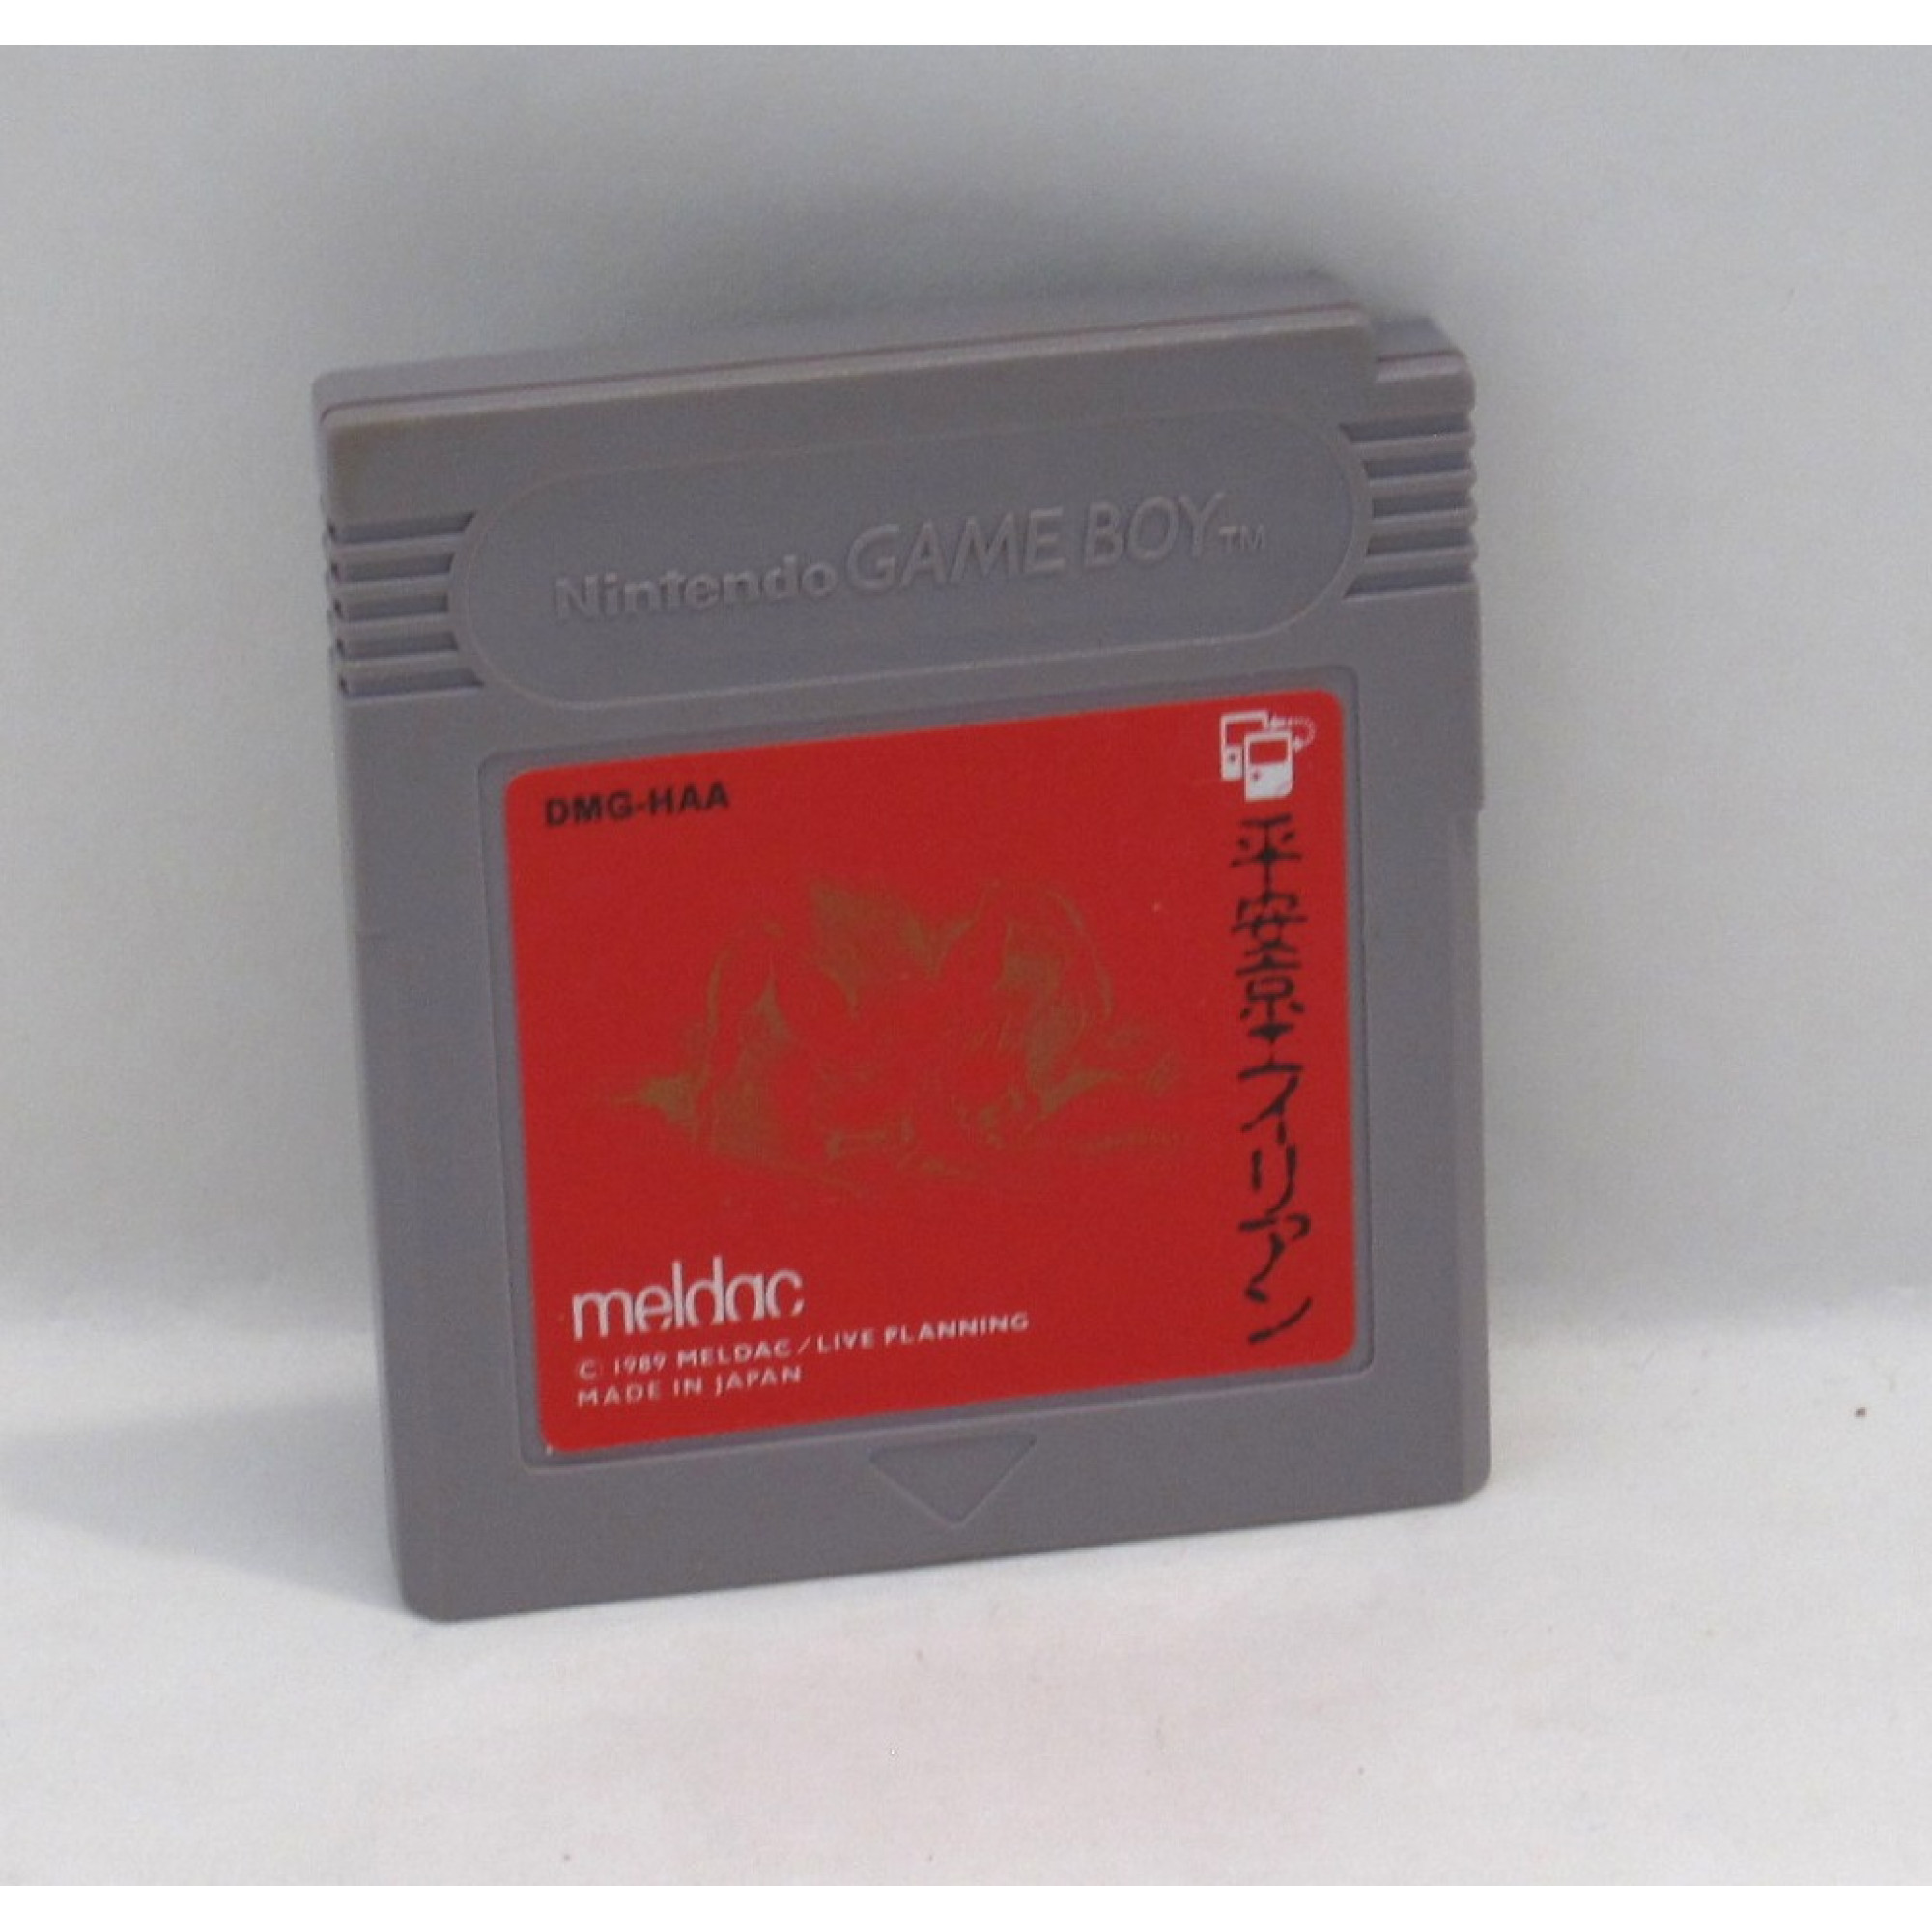 Nintendo GAME BOY™
DMG-HAA
平安京エイリアン
meldac
© 1989 MELDAC/LIVE PLANNING
MADE IN JAPAN